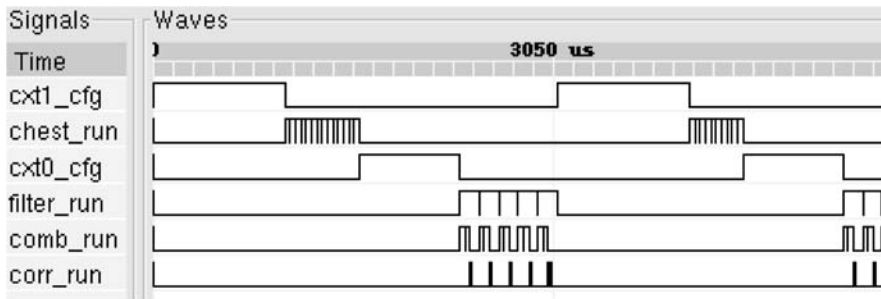 Signals
Waves
Time
3050 us
cxt1_cfg
chest_run
cxt0_cfg
filter_run
comb_run
corr_run